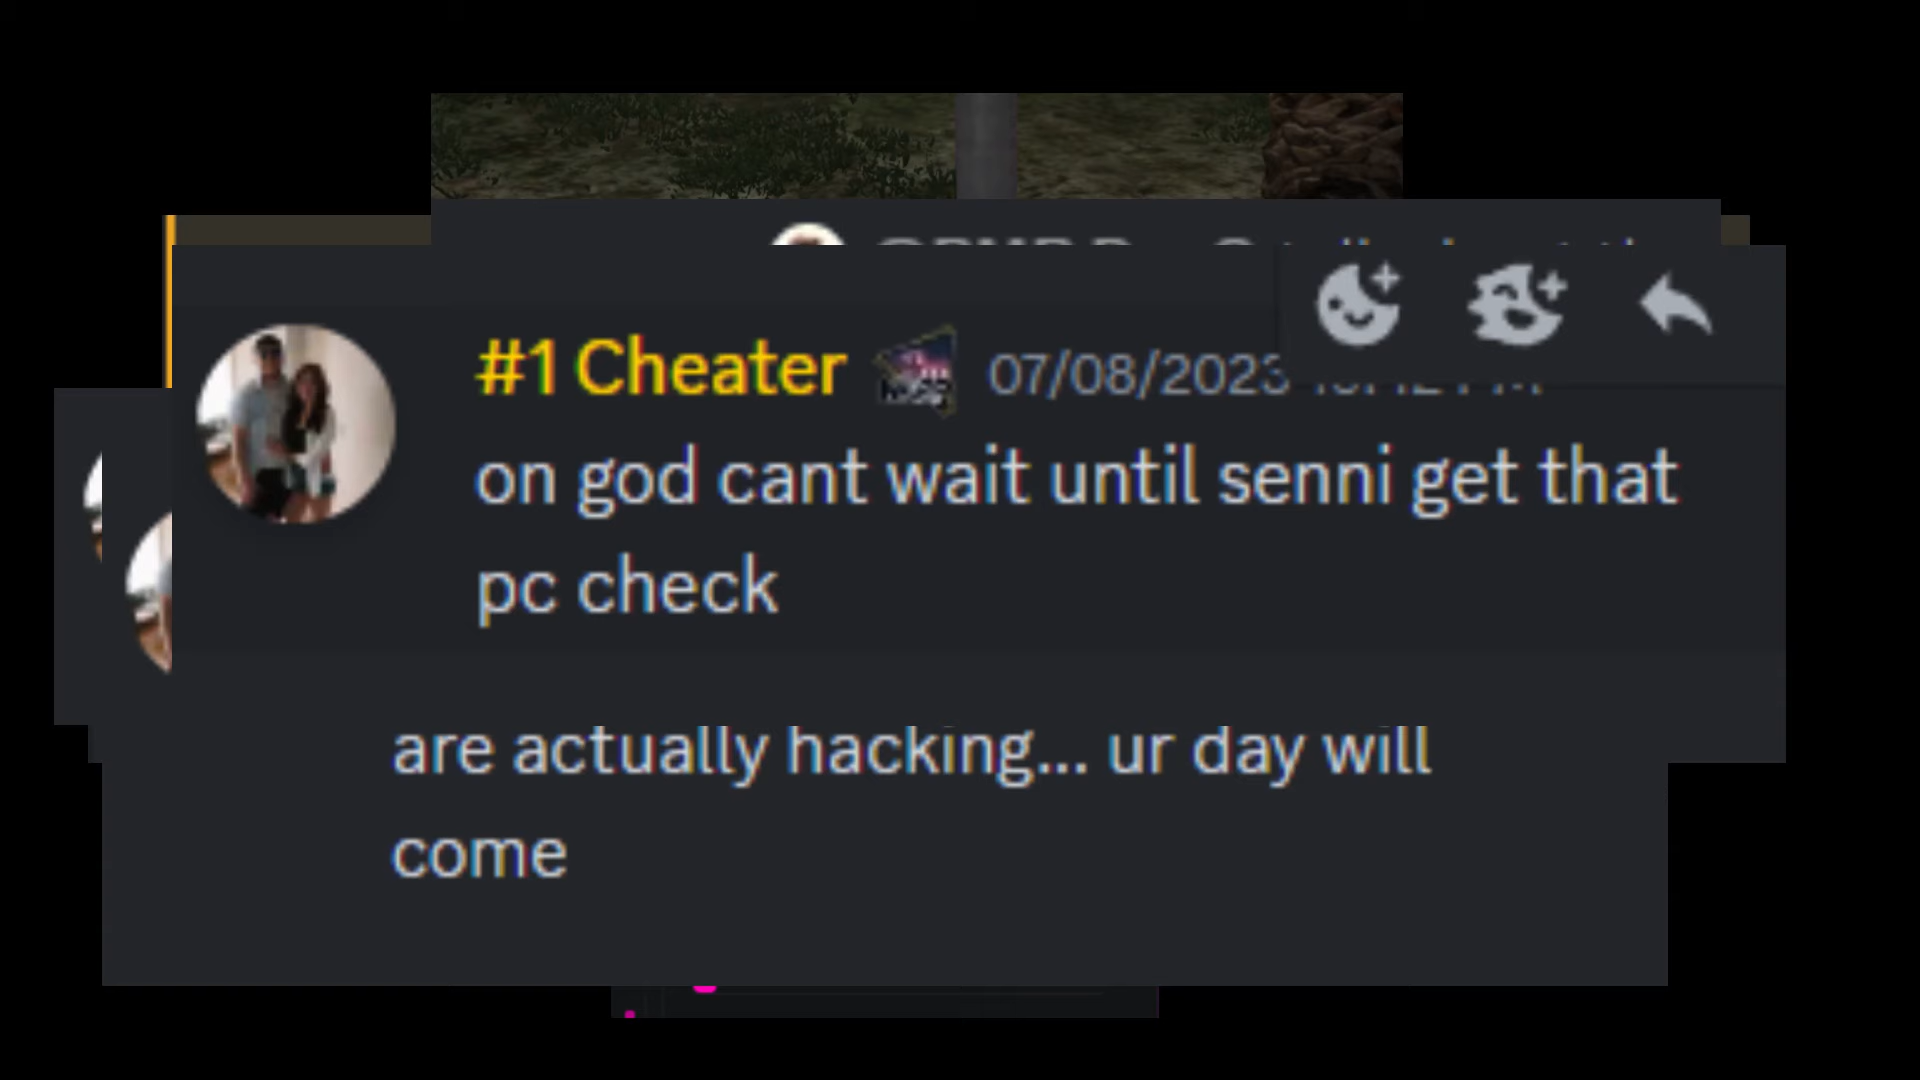 #1 Cheater 07/08/2023
on god cant wait until senni get that
pc check
are actually hacking... ur day will
come